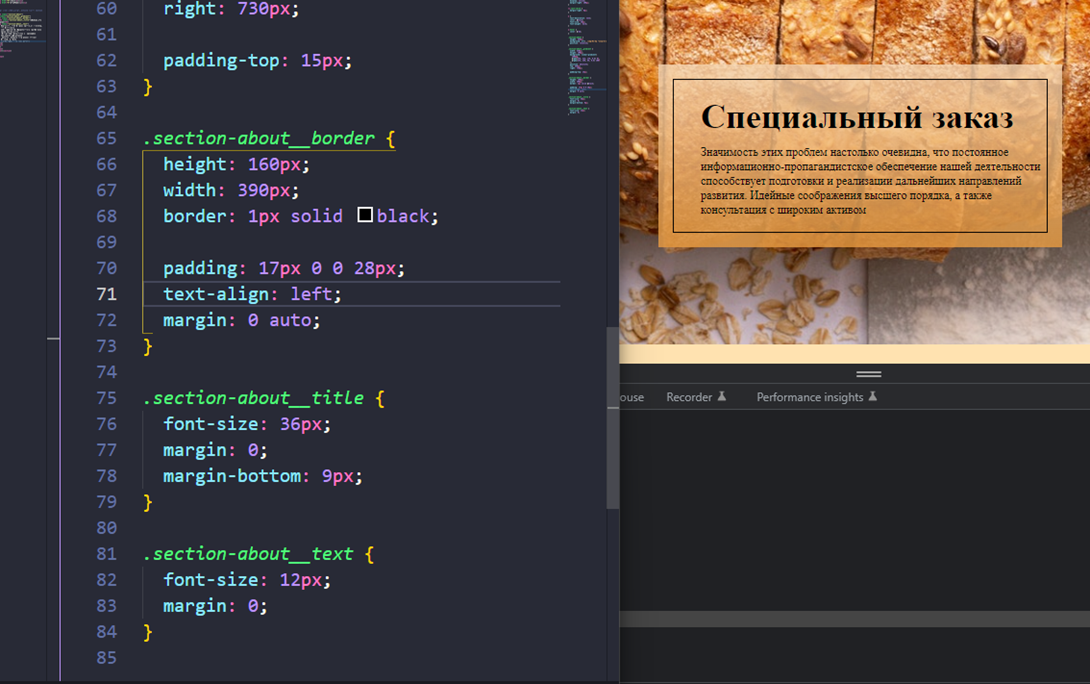 60 right: 730px;
61
62 padding-top: 15px;
63 }
64
65 .section-about__border {
66 height: 160px;
67 width: 390px;
68 border: 1px solid black;
69
70 padding: 17px 0 0 28px;
71 text-align: left;
72 margin: 0 auto;
73 }
74
75 .section-about__title {
76 font-size: 36px;
77 margin: 0;
78 margin-bottom: 9px;
79 }
80
81 .section-about__text {
82 font-size: 12px;
83 margin: 0;
84 }
85
Специальный заказ
Значимость этих проблем настолько очевидна, что постоянное
информационно-пропагандистское обеспечение нашей деятельности
способствует подготовки и реализации дальнейших направлений
развития. Идейные соображения высшего порядка, а также
консультация с широким активом
ouse Recorder Performance insights